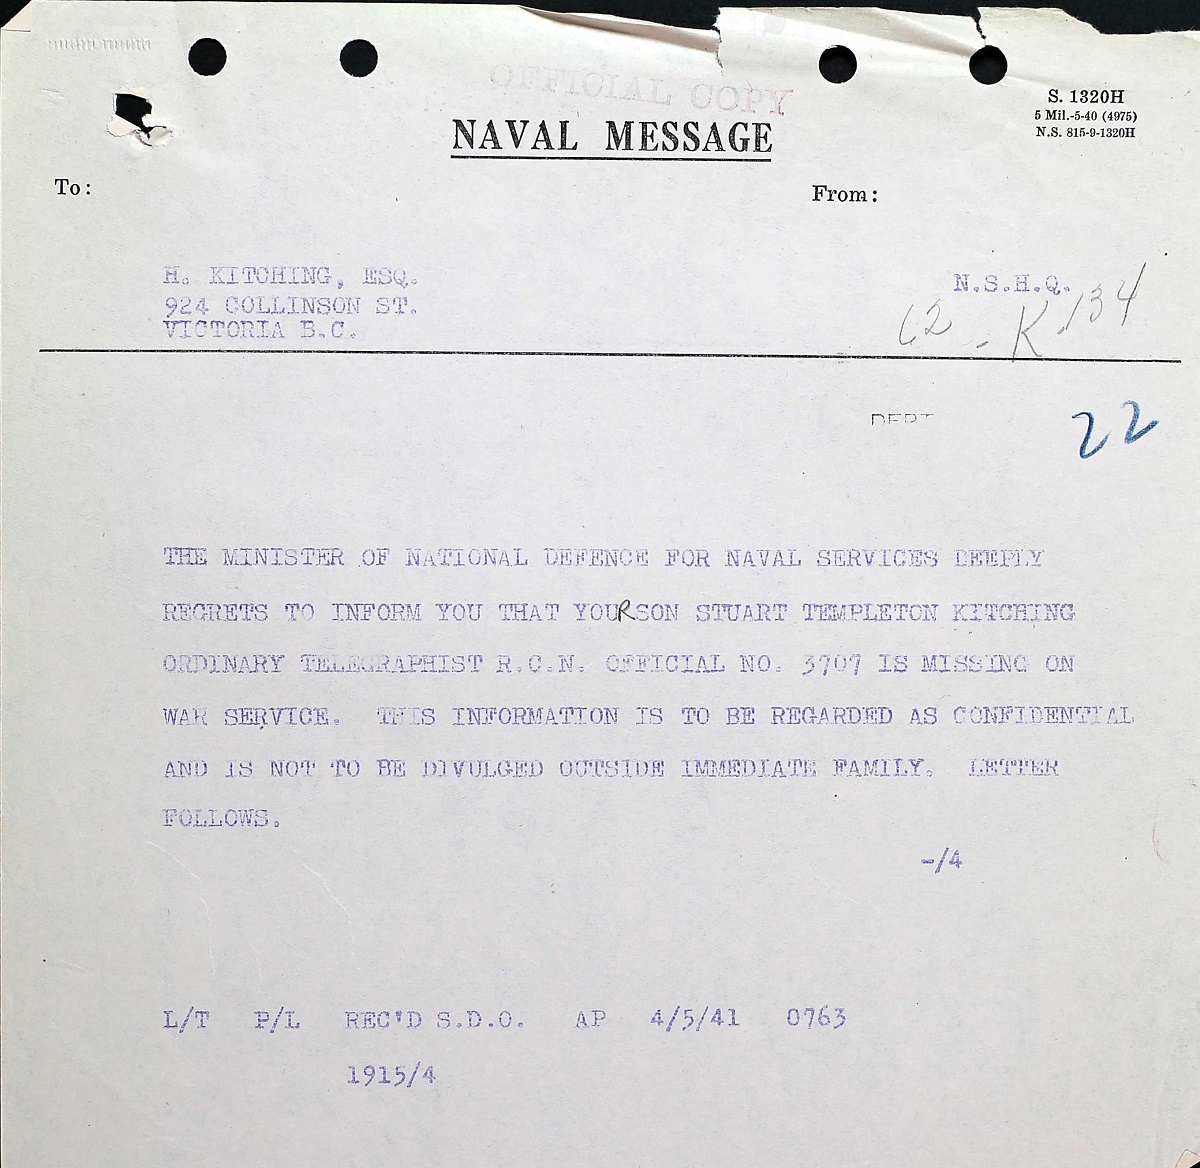 OFFICIAL COPY
S. 1320H
5 Mil.-5-40 (4975)
N.S. 815-9-1320H
NAVAL MESSAGE
To:
From:
H. KITCHING, ESQ.
924 COLLINSON ST.
VICTORIA B.C.
N.S.H.Q.
62 - K.134
DEPT
22
THE MINISTER OF NATIONAL DEFENCE FOR NAVAL SERVICES DEEPLY
REGRETS TO INFORM YOU THAT YOURSON STUART TEMPLETON KITCHING
ORDINARY TELEGRAPHIST R.C.N. OFFICIAL NO. 3707 IS MISSING ON
WAR SERVICE. THIS INFORMATION IS TO BE REGARDED AS CONFIDENTIAL
AND IS NOT TO BE DIVULGED OUTSIDE IMMEDIATE FAMILY. LETTER
FOLLOWS.
-/4
L/T P/L REC'D S.D.O. AP 4/5/41 0763
1915/4